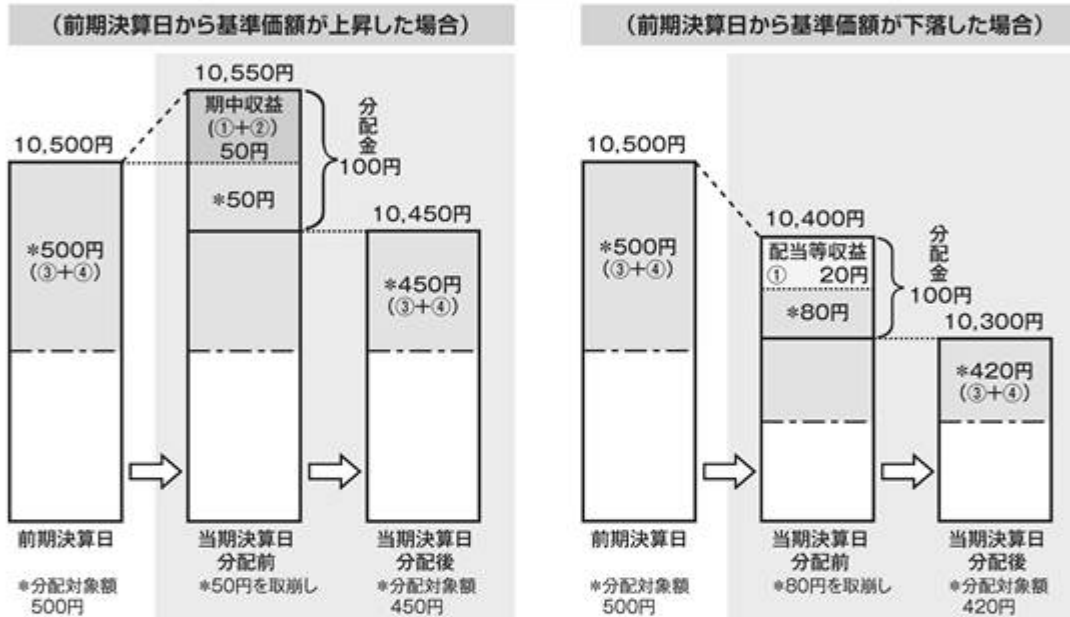 (前期決算日から基準価額が上昇した場合)
10,550円
期中収益
(①+②)
50円
*50円
分配金
100円
10,500円
*500円
(③+④)
10,450円
*450円
(③+④)
前期決算日
当期決算日
分配前
当期決算日
分配後
*分配対象額
500円
*50円を取崩し
*分配対象額
450円
(前期決算日から基準価額が下落した場合)
10,500円
*500円
(③+④)
10,400円
配当等収益
① 20円
*80円
分配金
100円
10,300円
*420円
(③+④)
前期決算日
当期決算日
分配前
当期決算日
分配後
*分配対象額
500円
*80円を取崩し
*分配対象額
420円